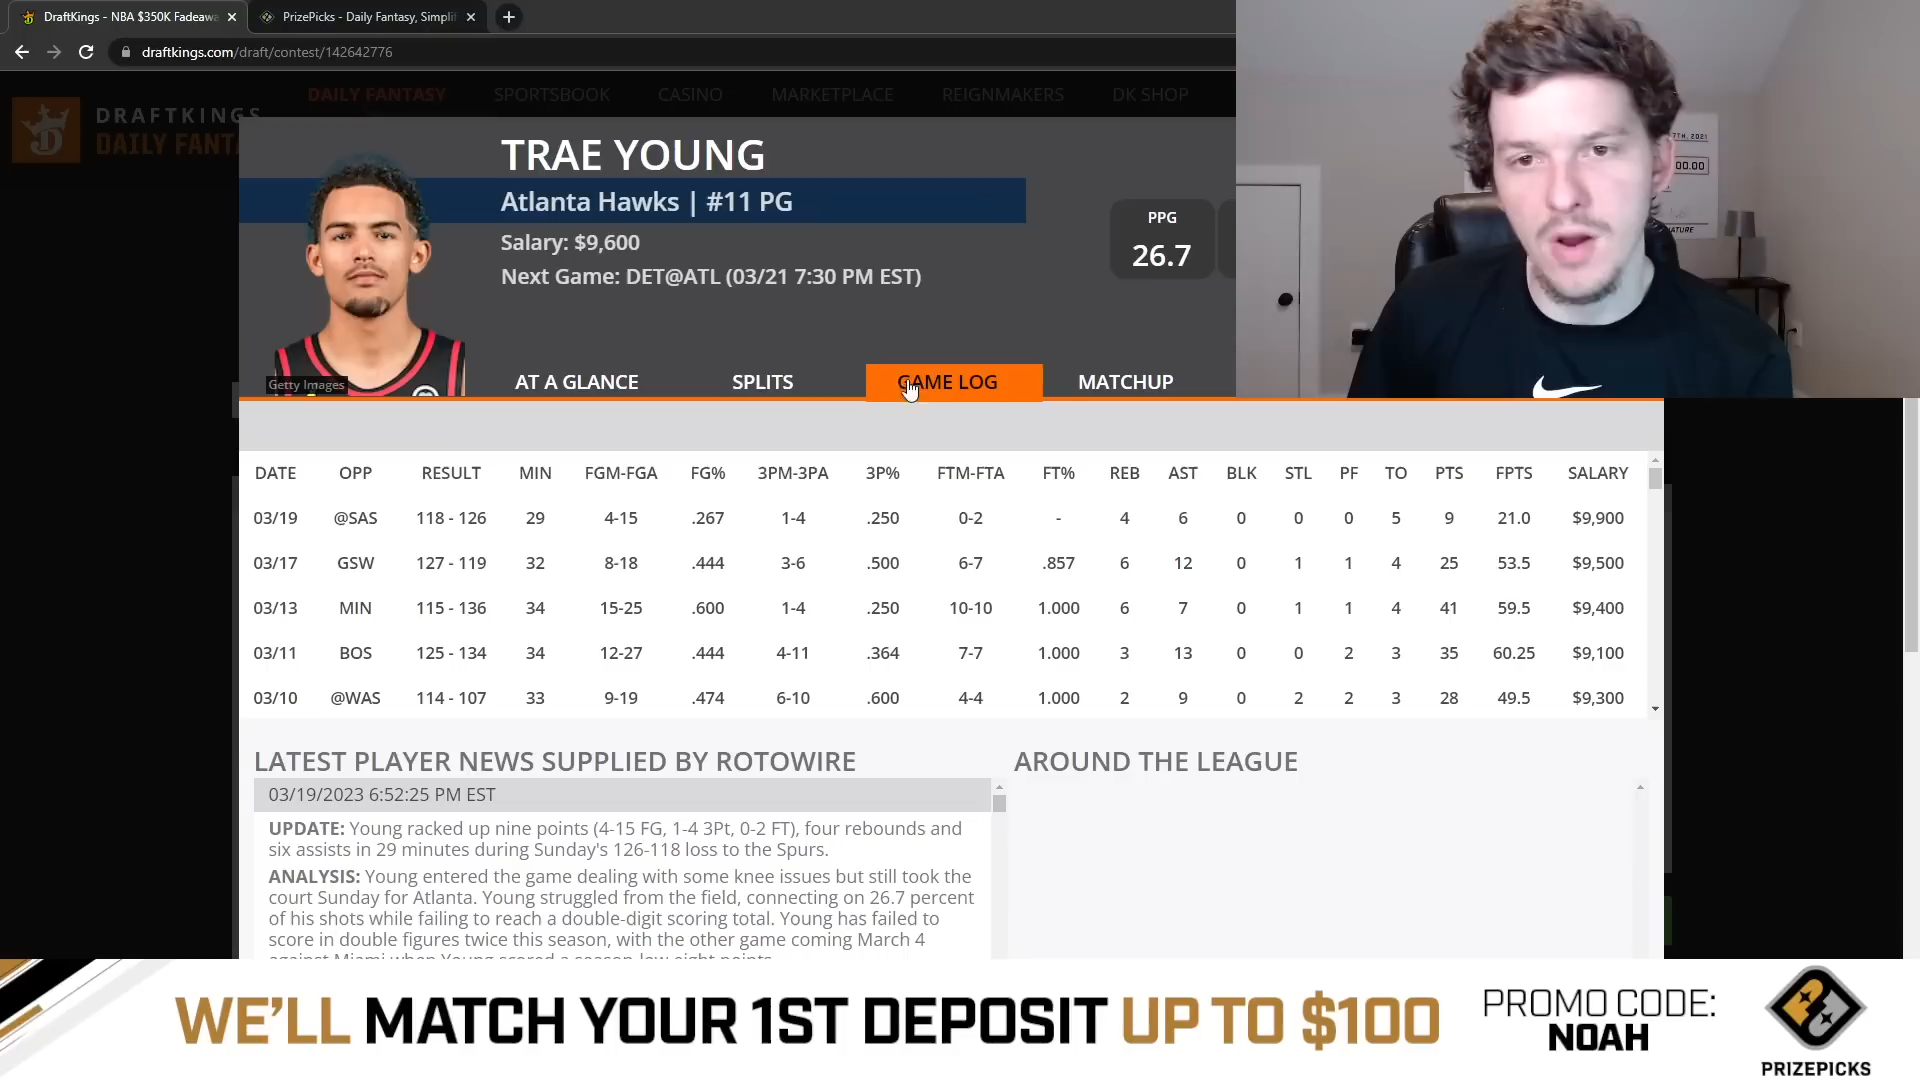 DraftKings - NBA $350K Fadeawa
PrizePicks - Daily Fantasy, Simplif
draftkings.com/draft/contest/142642776
DAILY FANTASY SPORTSBOOK CASINO MARKETPLACE REIGNMAKERS DK SHOP
DRAFTKINGS
DAILY FANTA
TRAE YOUNG
Atlanta Hawks | #11 PG
Salary: $9,600
Next Game: DET@ATL (03/21 7:30 PM EST)
PPG
26.7
Getty Images
AT A GLANCE SPLITS GAME LOG MATCHUP
DATE OPP RESULT MIN FGM-FGA FG% 3PM-3PA 3P% FTM-FTA FT% REB AST BLK STL PF TO PTS FPTS SALARY
03/19 @SAS 118 - 126 29 4-15 .267 1-4 .250 0-2 - 4 6 0 0 0 5 9 21.0 $9,900
03/17 GSW 127 - 119 32 8-18 .444 3-6 .500 6-7 .857 6 12 0 1 1 4 25 53.5 $9,500
03/13 MIN 115 - 136 34 15-25 .600 1-4 .250 10-10 1.000 6 7 0 1 1 4 41 59.5 $9,400
03/11 BOS 125 - 134 34 12-27 .444 4-11 .364 7-7 1.000 3 13 0 0 2 3 35 60.25 $9,100
03/10 @WAS 114 - 107 33 9-19 .474 6-10 .600 4-4 1.000 2 9 0 2 2 3 28 49.5 $9,300
LATEST PLAYER NEWS SUPPLIED BY ROTOWIRE
AROUND THE LEAGUE
03/19/2023 6:52:25 PM EST
UPDATE: Young racked up nine points (4-15 FG, 1-4 3Pt, 0-2 FT), four rebounds and
six assists in 29 minutes during Sunday's 126-118 loss to the Spurs.
ANALYSIS: Young entered the game dealing with some knee issues but still took the
court Sunday for Atlanta. Young struggled from the field, connecting on 26.7 percent
of his shots while failing to reach a double-digit scoring total. Young has failed to
score in double figures twice this season, with the other game coming March 4
against Miami when Young scored a season-low eight points.
WE'LL MATCH YOUR 1ST DEPOSIT UP TO $100
PROMO CODE:
NOAH
PRIZEPICKS